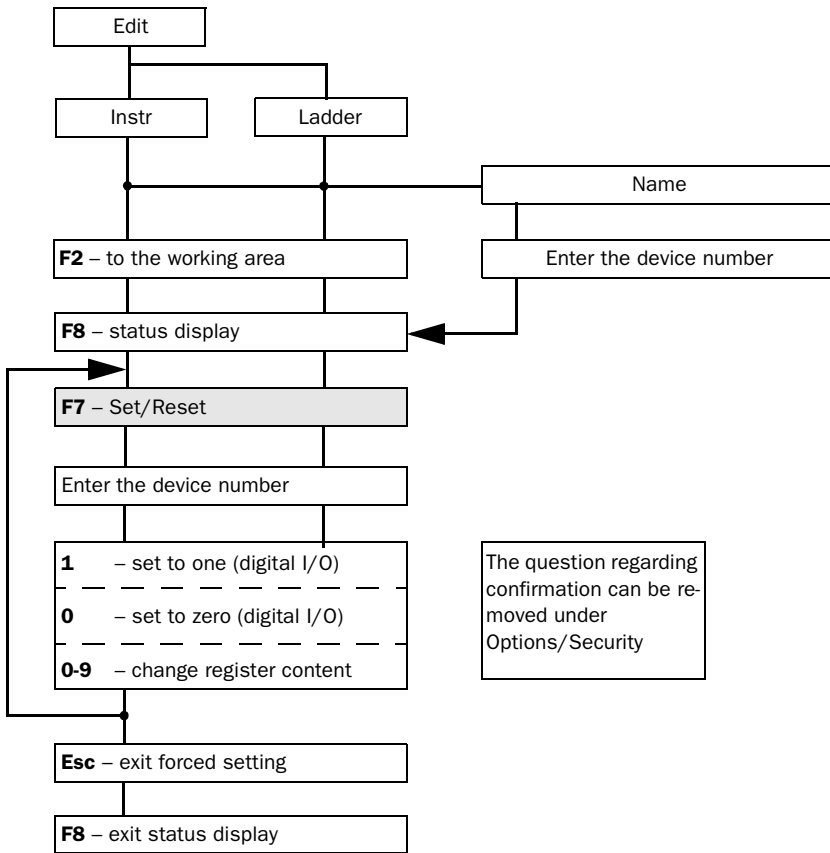 Edit
Instr
Ladder
Name
F2 – to the working area
Enter the device number
F8 – status display
F7 – Set/Reset
Enter the device number
1 – set to one (digital I/O)
0 – set to zero (digital I/O)
0-9 – change register content
The question regarding
confirmation can be re-
moved under
Options/Security
Esc – exit forced setting
F8 – exit status display